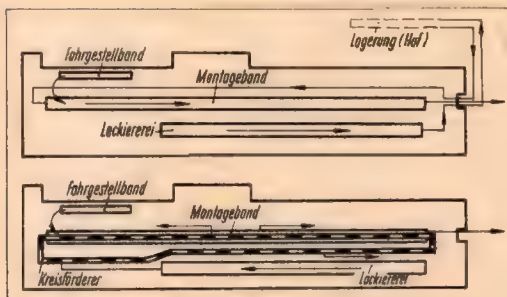 Lagerung (Hof)
Fahrgestellband
Montageband
Lackiererei
Fahrgestellband
Montageband
Kreisförderer
Lackiererei